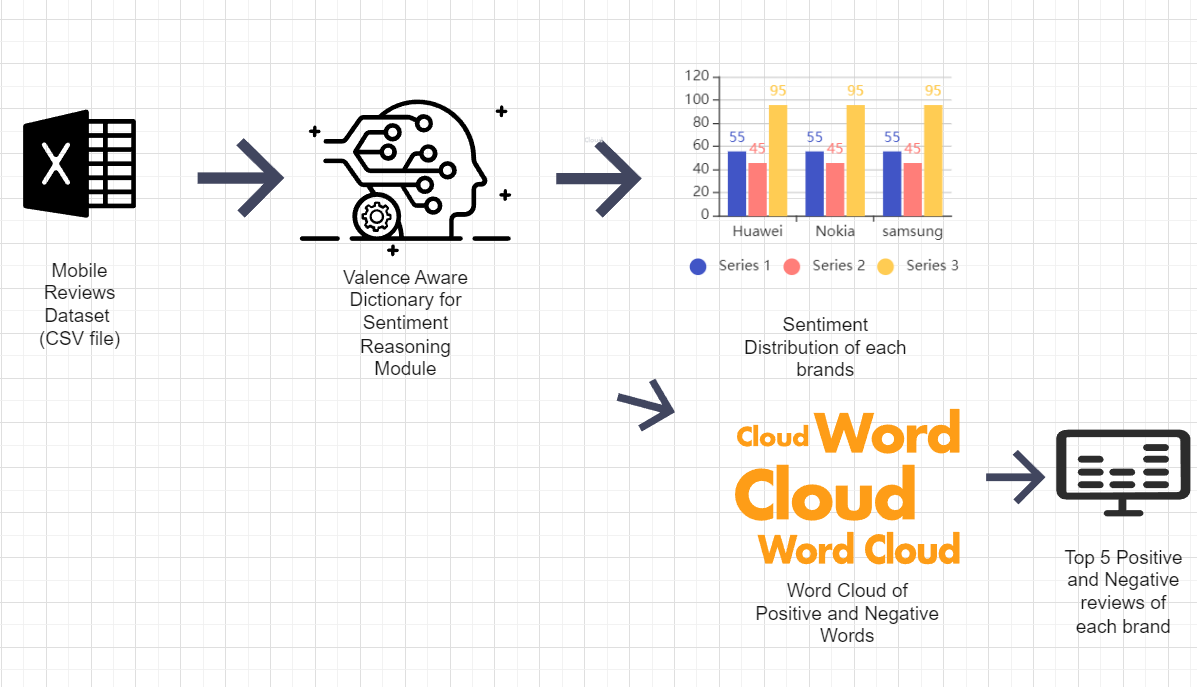 X
Mobile
Reviews
Dataset
(CSV file)
Valence Aware
Dictionary for
Sentiment
Reasoning
Module
Cloud
120
100
80
60
40
20
0
55 45 95 55 45 95 55 45 95
Huawei Nokia samsung
Series 1 Series 2 Series 3
Sentiment
Distribution of each
brands
Cloud Word
Cloud
Word Cloud
Word Cloud of
Positive and Negative
Words
Top 5 Positive
and Negative
reviews of
each brand